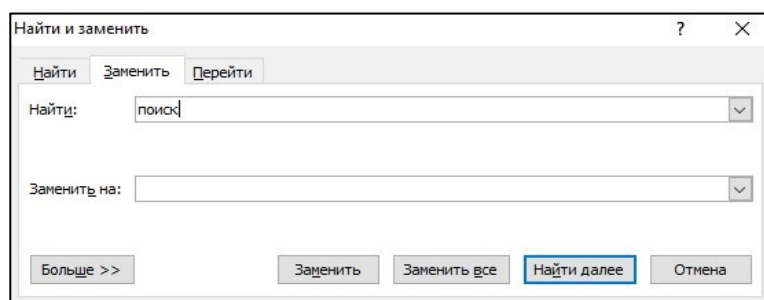 Найти и заменить ? ×
Найти Заменить Перейти
Найти: поиск
Заменить на:
Больше >> Заменить Заменить все Найти далее Отмена